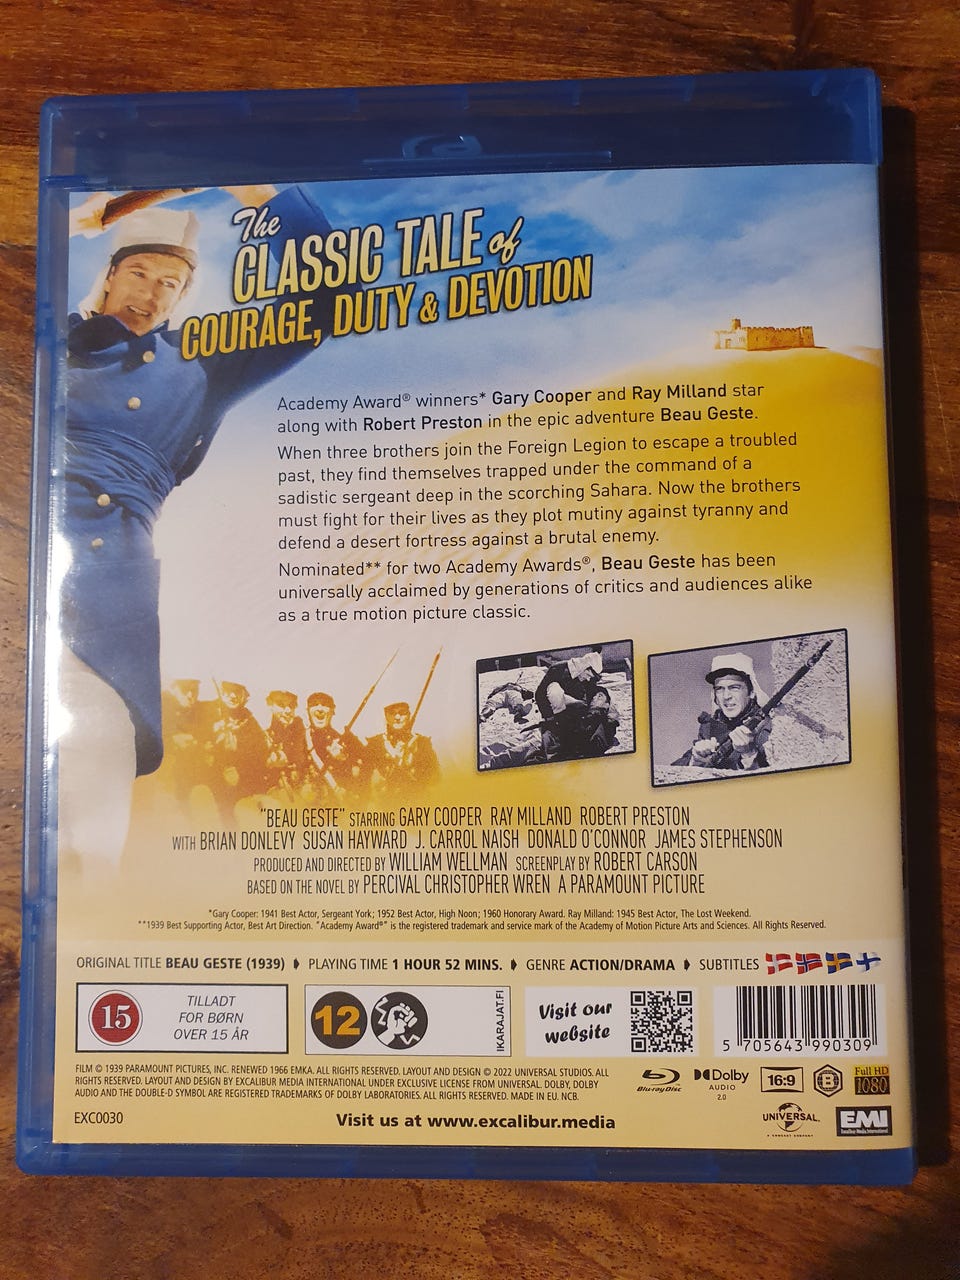 The
CLASSIC TALE of
COURAGE, DUTY & DEVOTION
Academy Award® winners* Gary Cooper and Ray Milland star
along with Robert Preston in the epic adventure Beau Geste.
When three brothers join the Foreign Legion to escape a troubled
past, they find themselves trapped under the command of a
sadistic sergeant deep in the scorching Sahara. Now the brothers
must fight for their lives as they plot mutiny against tyranny and
defend a desert fortress against a brutal enemy.
Nominated** for two Academy Awards®, Beau Geste has been
universally acclaimed by generations of critics and audiences alike
as a true motion picture classic.
"BEAU GESTE" STARRING GARY COOPER RAY MILLAND ROBERT PRESTON
WITH BRIAN DONLEVY SUSAN HAYWARD J. CARROL NAISH DONALD O'CONNOR JAMES STEPHENSON
PRODUCED AND DIRECTED BY WILLIAM WELLMAN SCREENPLAY BY ROBERT CARSON
BASED ON THE NOVEL BY PERCIVAL CHRISTOPHER WREN A PARAMOUNT PICTURE
*Gary Cooper: 1941 Best Actor, Sergeant York; 1952 Best Actor, High Noon; 1960 Honorary Award. Ray Milland: 1945 Best Actor, The Lost Weekend.
**1939 Best Supporting Actor, Best Art Direction. "Academy Award®" is the registered trademark and service mark of the Academy of Motion Picture Arts and Sciences. All Rights Reserved.
ORIGINAL TITLE BEAU GESTE (1939) PLAYING TIME 1 HOUR 52 MINS. GENRE ACTION/DRAMA SUBTITLES
15 TILLADT
FOR BØRN
OVER 15 ÅR
12
IKARAJAT.FI
Visit our
website
5 705643 990309
FILM © 1939 PARAMOUNT PICTURES, INC. RENEWED 1966 EMKA. ALL RIGHTS RESERVED. LAYOUT AND DESIGN © 2022 UNIVERSAL STUDIOS. ALL
RIGHTS RESERVED. LAYOUT AND DESIGN BY EXCALIBUR MEDIA INTERNATIONAL UNDER EXCLUSIVE LICENSE FROM UNIVERSAL. DOLBY, DOLBY
AUDIO AND THE DOUBLE-D SYMBOL ARE REGISTERED TRADEMARKS OF DOLBY LABORATORIES. ALL RIGHTS RESERVED. MADE IN EU. NCB.
Blu-ray Disc
Dolby
AUDIO
2.0
16:9
B
Full HD
1080
EXC0030
Visit us at www.excalibur.media
UNIVERSAL
A COMCAST COMPANY
EMI
Excalibur Media International